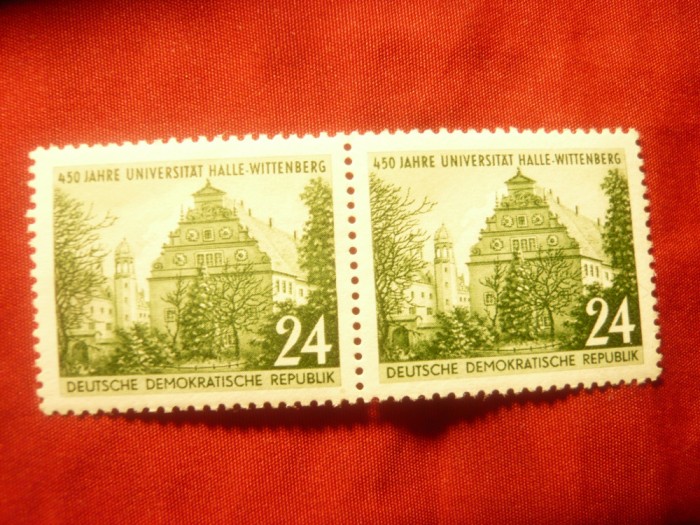 450 JAHRE UNIVERSITÄT HALLE-WITTENBERG
24
DEUTSCHE DEMOKRATISCHE REPUBLIK
450 JAHRE UNIVERSITÄT HALLE-WITTENBERG
24
DEUTSCHE DEMOKRATISCHE REPUBLIK